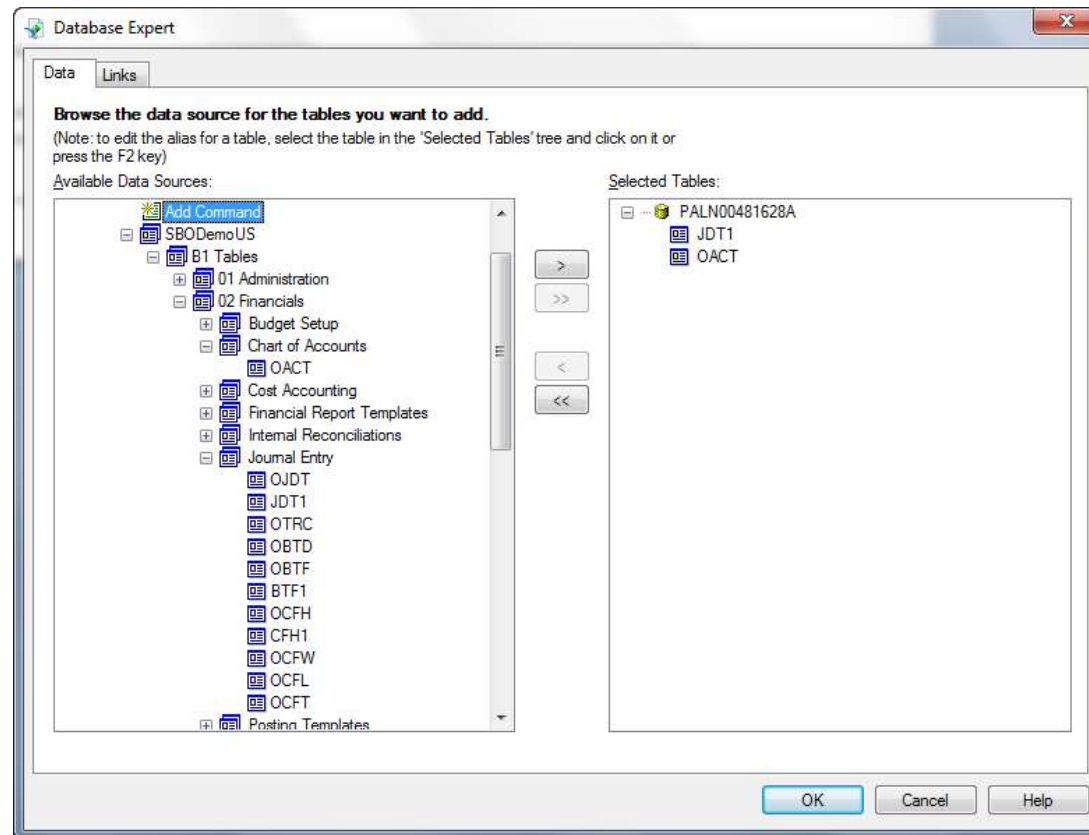 Database Expert
Data
Links
Browse the data source for the tables you want to add.
(Note: to edit the alias for a table, select the table in the 'Selected Tables' tree and click on it or
press the F2 key)
Available Data Sources:
Add Command
SBODemoUS
B1 Tables
01 Administration
02 Financials
Budget Setup
Chart of Accounts
OACT
Cost Accounting
Financial Report Templates
Internal Reconciliations
Journal Entry
OJDT
JDT1
OTRC
OBTD
OBTF
BTF1
OCFH
CFH1
OCFW
OCFL
OCFT
Posting Templates
>
>>
<
<<
Selected Tables:
PALN00481628A
JDT1
OACT
OK
Cancel
Help